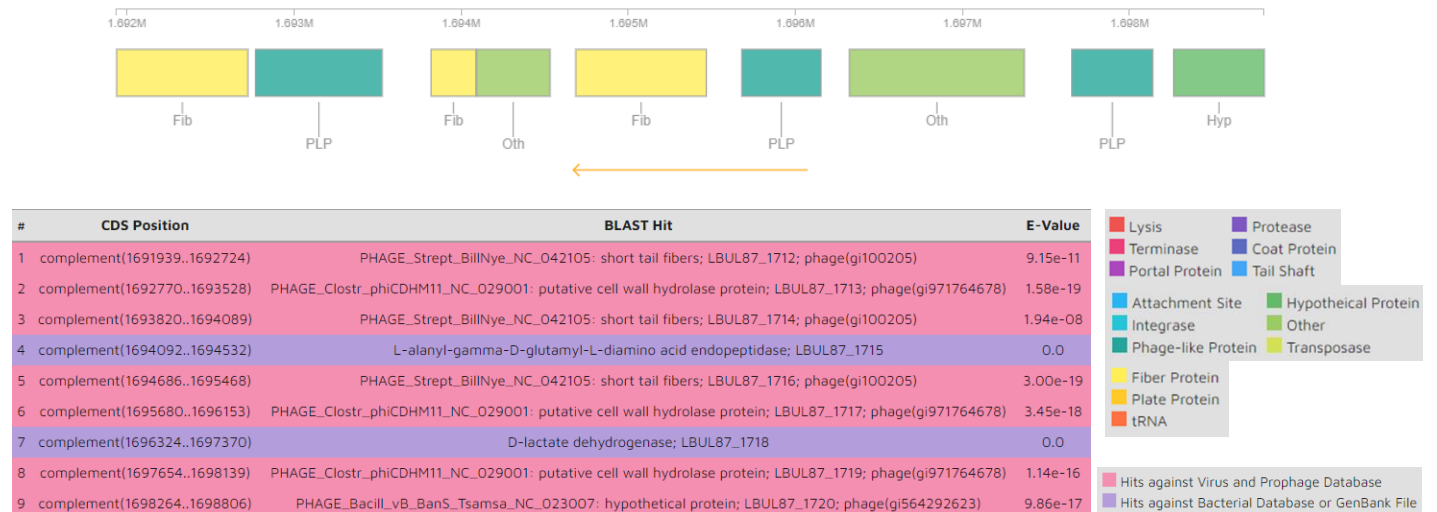 1.692M 1.693M 1.694M 1.695M 1.696M 1.697M 1.698M
Fib Fib Fib Oth Hyp
PLP Oth PLP PLP
# CDS Position BLAST Hit E-Value
1 complement(1691939..1692724) PHAGE_Strept_BillNye_NC_042105: short tail fibers; LBUL87_1712; phage(gi100205) 9.15e-11
2 complement(1692770..1693528) PHAGE_Clostr_phiCDHM11_NC_029001: putative cell wall hydrolase protein; LBUL87_1713; phage(gi971764678) 1.58e-19
3 complement(1693820..1694089) PHAGE_Strept_BillNye_NC_042105: short tail fibers; LBUL87_1714; phage(gi100205) 1.94e-08
4 complement(1694092..1694532) L-alanyl-gamma-D-glutamyl-L-diamino acid endopeptidase; LBUL87_1715 0.0
5 complement(1694686..1695468) PHAGE_Strept_BillNye_NC_042105: short tail fibers; LBUL87_1716; phage(gi100205) 3.00e-19
6 complement(1695680..1696153) PHAGE_Clostr_phiCDHM11_NC_029001: putative cell wall hydrolase protein; LBUL87_1717; phage(gi971764678) 3.45e-18
7 complement(1696324..1697370) D-lactate dehydrogenase; LBUL87_1718 0.0
8 complement(1697654..1698139) PHAGE_Clostr_phiCDHM11_NC_029001: putative cell wall hydrolase protein; LBUL87_1719; phage(gi971764678) 1.14e-16
9 complement(1698264..1698806) PHAGE_Bacill_vB_BanS_Tsamsa_NC_023007: hypothetical protein; LBUL87_1720; phage(gi564292623) 9.86e-17
Lysis Protease
Terminase Coat Protein
Portal Protein Tail Shaft
Attachment Site Hypotheical Protein
Integrase Other
Phage-like Protein Transposase
Fiber Protein
Plate Protein
tRNA
Hits against Virus and Prophage Database
Hits against Bacterial Database or GenBank File